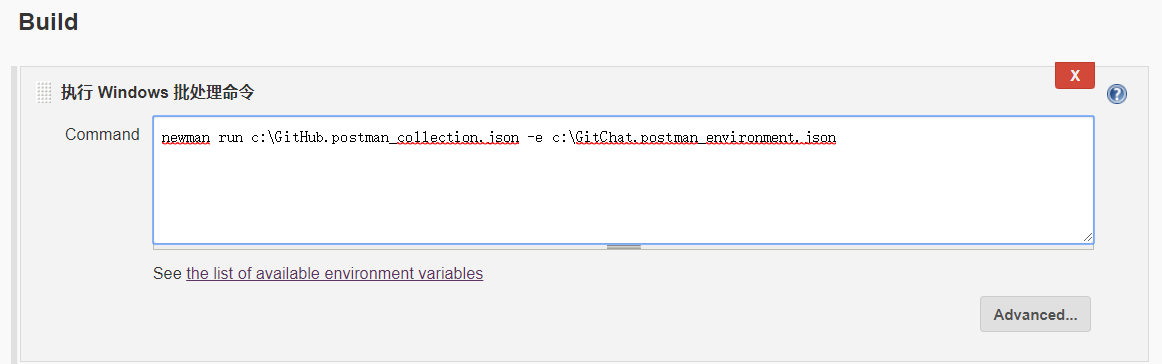 Build
X
执行 Windows 批处理命令
?
Command
newman run c:\GitHub.postman_collection.json -e c:\GitChat.postman_environment.json
See the list of available environment variables
Advanced...